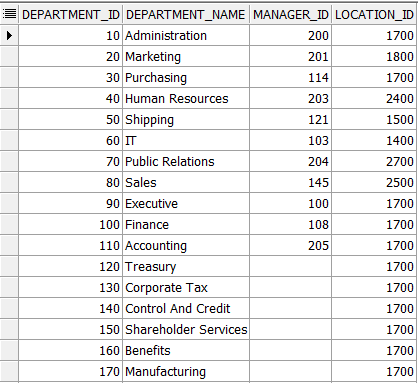 DEPARTMENT_ID DEPARTMENT_NAME MANAGER_ID LOCATION_ID
10 Administration 200 1700
20 Marketing 201 1800
30 Purchasing 114 1700
40 Human Resources 203 2400
50 Shipping 121 1500
60 IT 103 1400
70 Public Relations 204 2700
80 Sales 145 2500
90 Executive 100 1700
100 Finance 108 1700
110 Accounting 205 1700
120 Treasury 1700
130 Corporate Tax 1700
140 Control And Credit 1700
150 Shareholder Services 1700
160 Benefits 1700
170 Manufacturing 1700